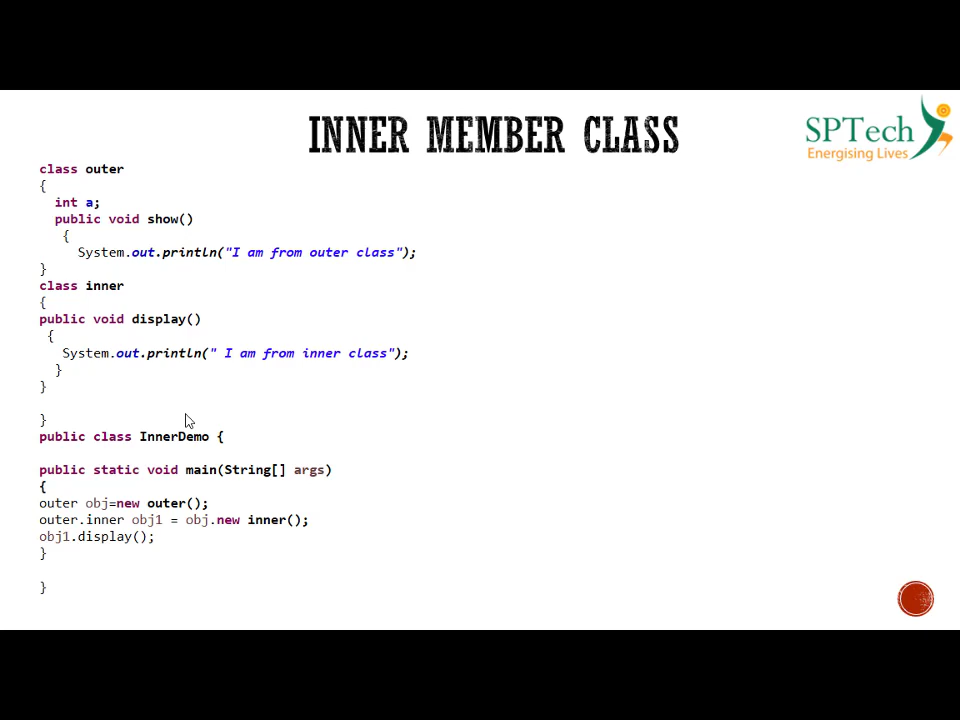 INNER MEMBER CLASS
SPTech
Energising Lives
class outer
{
int a;
public void show()
{
System.out.println("I am from outer class");
}
class inner
{
public void display()
{
System.out.println(" I am from inner class");
}
}
}
public class InnerDemo {
public static void main(String[] args)
{
outer obj=new outer();
outer.inner obj1 = obj.new inner();
obj1.display();
}
}